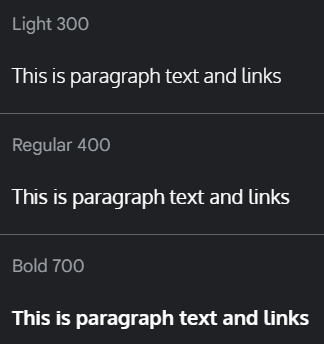 Light 300
This is paragraph text and links
Regular 400
This is paragraph text and links
Bold 700
This is paragraph text and links